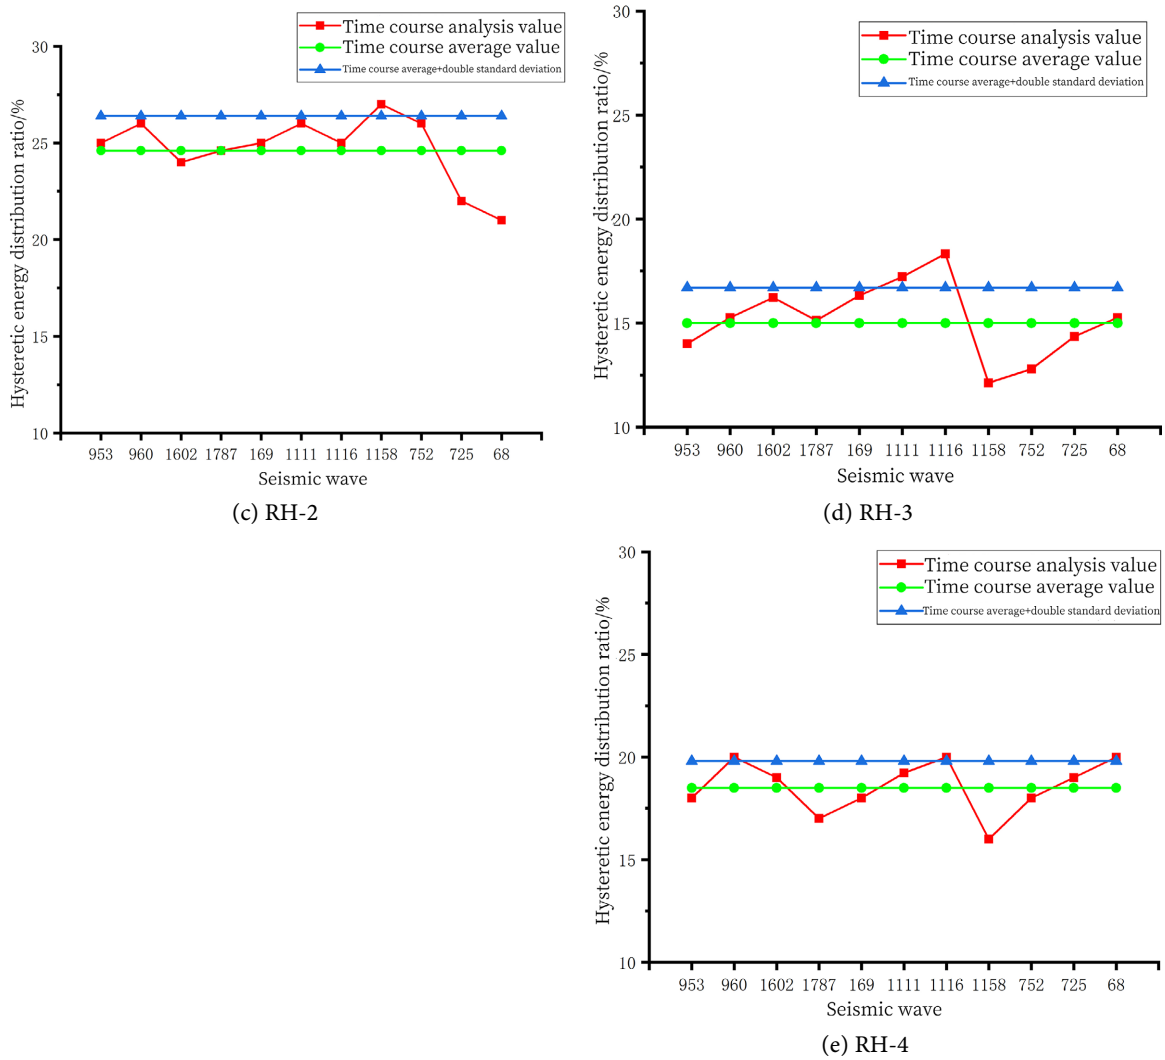 Time course analysis value
Time course average value
Time course average+double standard deviation
Hysteretic energy distribution ratio/%
30
25
20
15
10
953 960 1602 1787 169 1111 1116 1158 752 725 68
Seismic wave
(c) RH-2
Time course analysis value
Time course average value
Time course average+double standard deviation
Hysteretic energy distribution ratio/%
30
25
20
15
10
953 960 1602 1787 169 1111 1116 1158 752 725 68
Seismic wave
(d) RH-3
Time course analysis value
Time course average value
Time course average+double standard deviation
Hysteretic energy distribution ratio/%
30
25
20
15
10
953 960 1602 1787 169 1111 1116 1158 752 725 68
Seismic wave
(e) RH-4